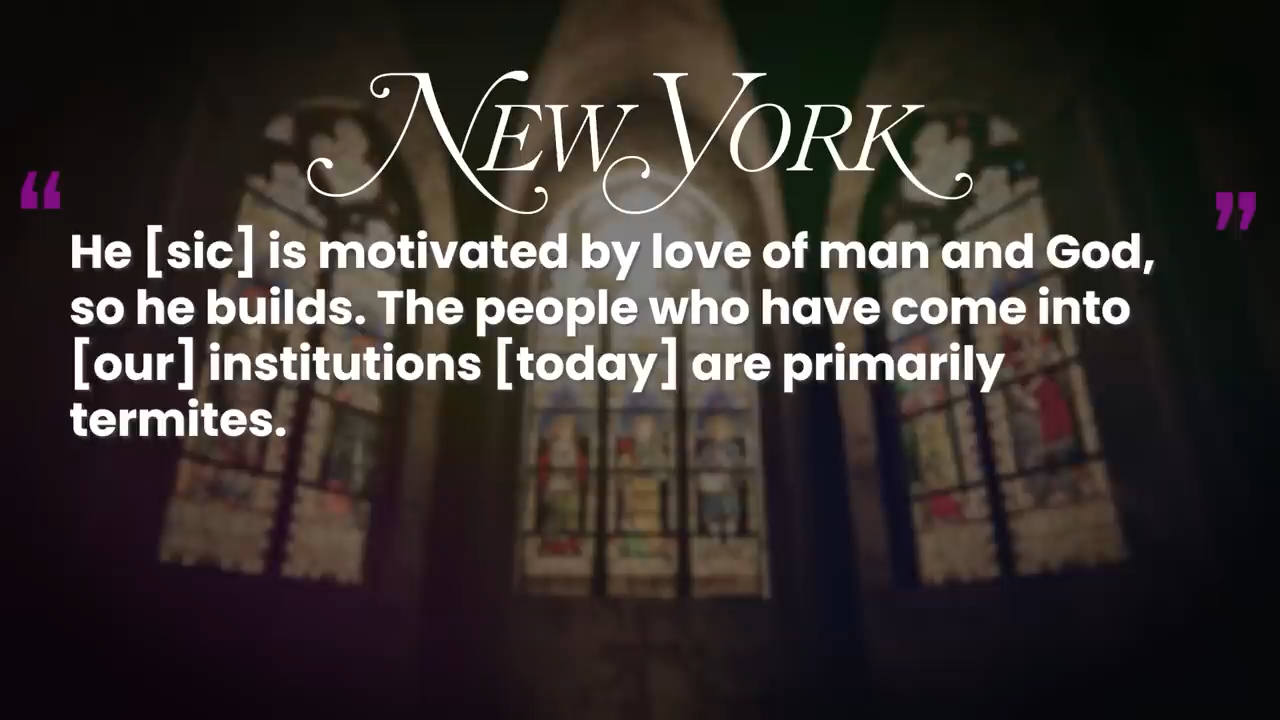 NEW YORK
“
He [sic] is motivated by love of man and God,
so he builds. The people who have come into
[our] institutions [today] are primarily
termites.
”